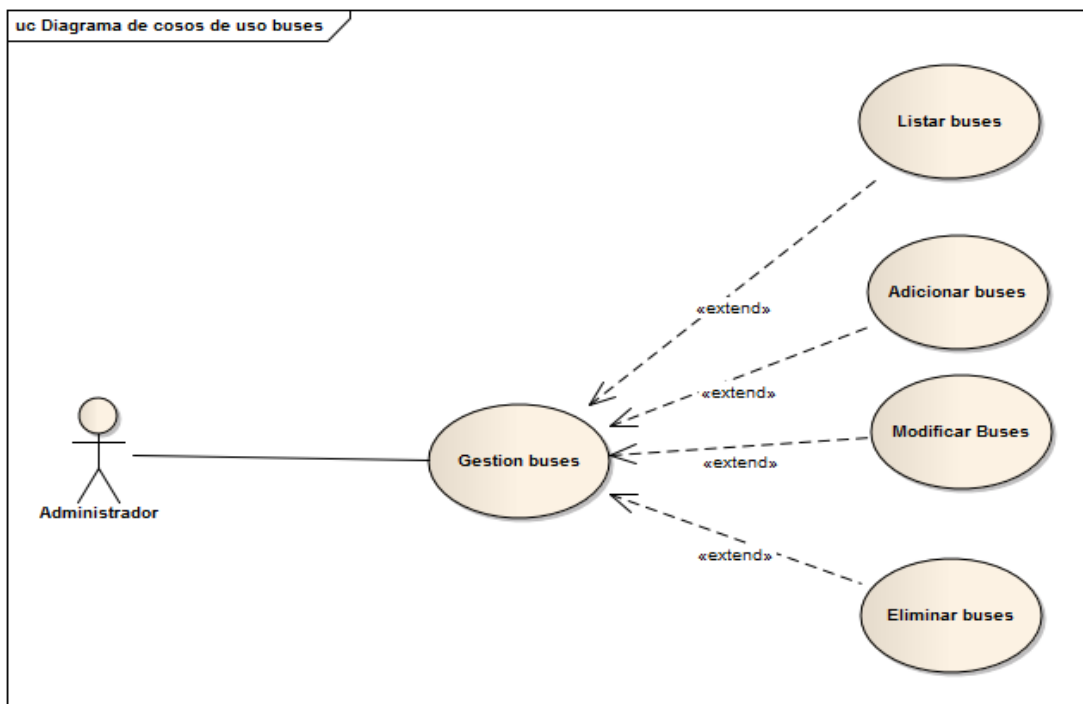 uc Diagrama de cosos de uso buses
Listar buses
Adicionar buses
«extend»
«extend»
Modificar Buses
Gestion buses
«extend»
Administrador
«extend»
Eliminar buses